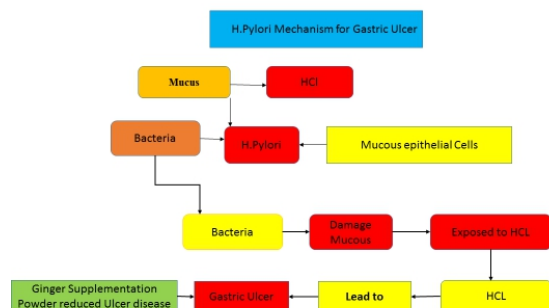 H.Pylori Mechanism for Gastric Ulcer
Mucus
HCl
Bacteria
H.Pylori
Mucous epithelial Cells
Bacteria
Damage
Mucous
Exposed to HCL
Ginger Supplementation
Powder reduced Ulcer disease
Gastric Ulcer
Lead to
HCL